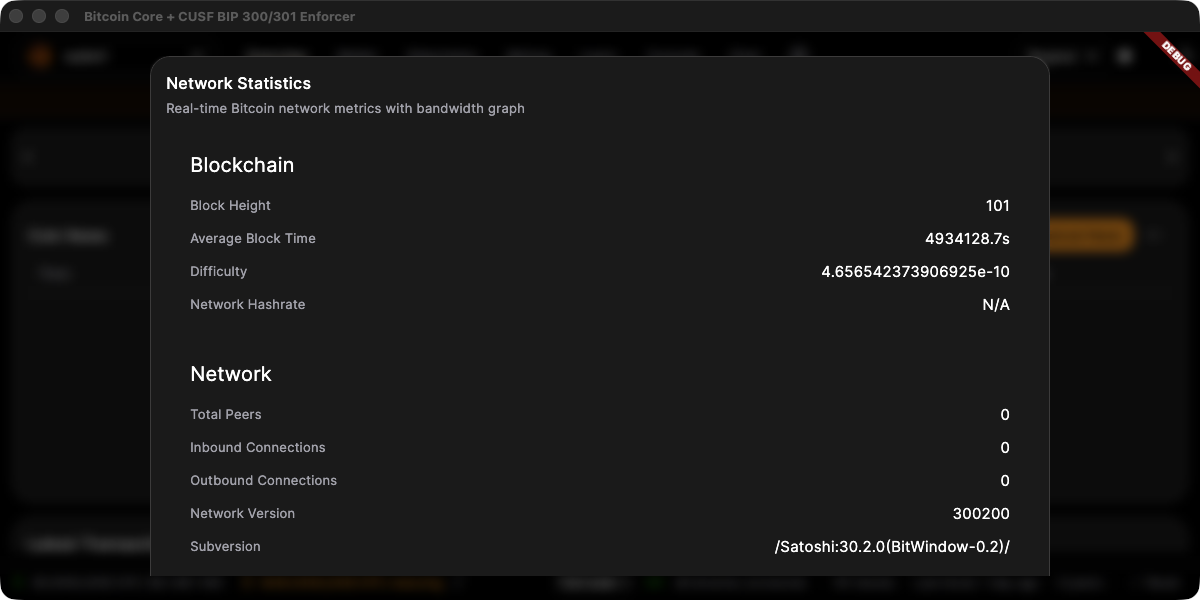 Bitcoin Core + CUSF BIP 300/301 Enforcer
DEBUG
Network Statistics
Real-time Bitcoin network metrics with bandwidth graph
Blockchain
Block Height 101
Average Block Time 4934128.7s
Difficulty 4.656542373906925e-10
Network Hashrate N/A
Network
Total Peers 0
Inbound Connections 0
Outbound Connections 0
Network Version 300200
Subversion /Satoshi:30.2.0(BitWindow-0.2)/